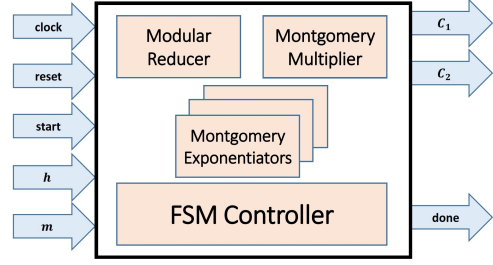 clock
reset
start
h
m
Modular
Reducer
Montgomery
Multiplier
Montgomery
Exponentiators
FSM Controller
C₁
C₂
done